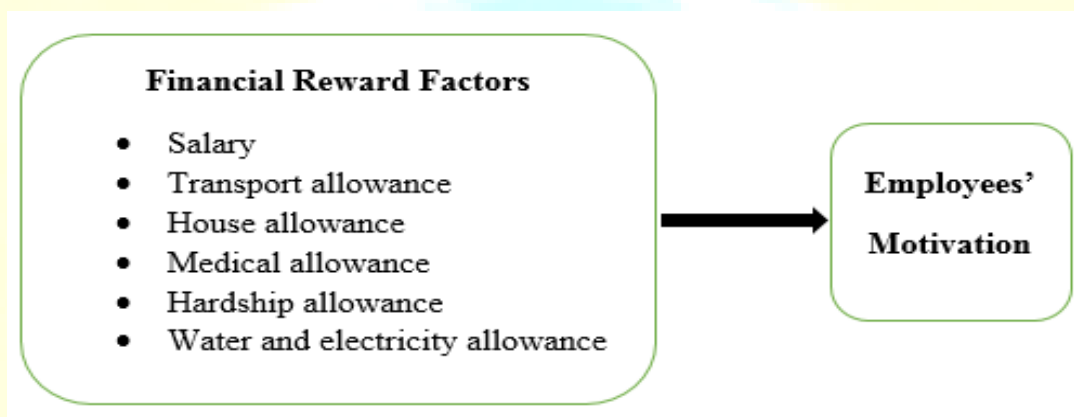 Financial Reward Factors
• Salary
• Transport allowance
• House allowance
• Medical allowance
• Hardship allowance
• Water and electricity allowance
Employees’
Motivation